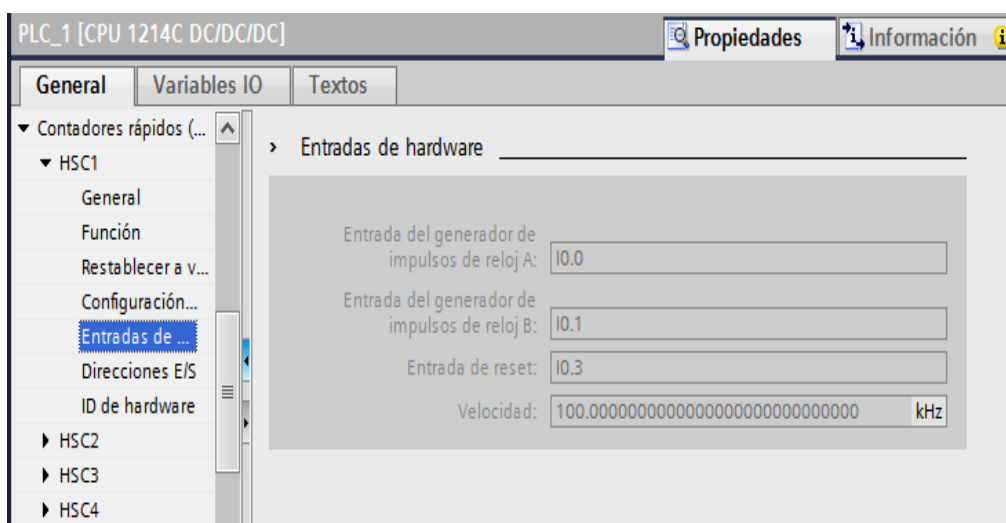 PLC_1 [CPU 1214C DC/DC/DC]
Propiedades
Información
General
Variables IO
Textos
Contadores rápidos (...
HSC1
General
Función
Restablecer a v...
Configuración...
Entradas de ...
Direcciones E/S
ID de hardware
HSC2
HSC3
HSC4
Entradas de hardware
Entrada del generador de
impulsos de reloj A: I0.0
Entrada del generador de
impulsos de reloj B: I0.1
Entrada de reset: I0.3
Velocidad: 100.0000000000000000000000000000 kHz